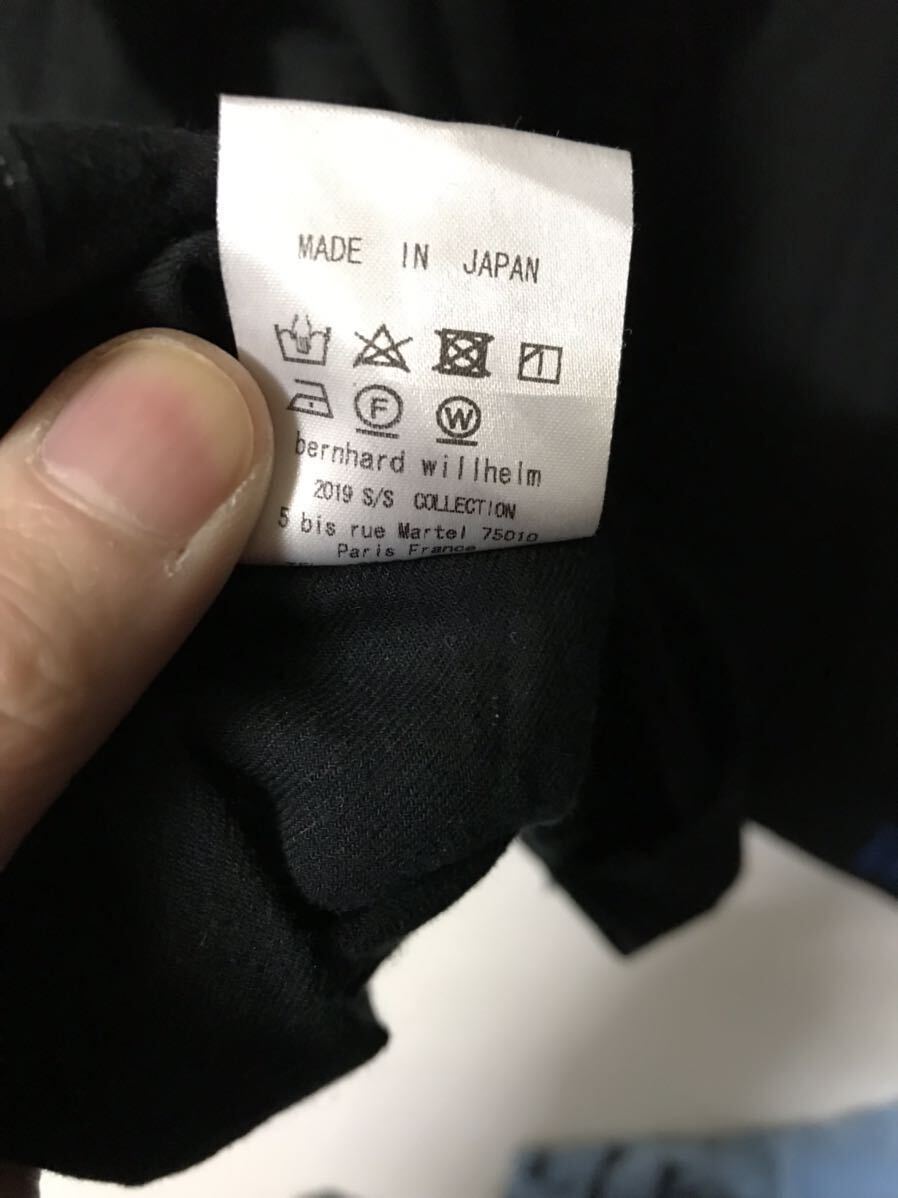 MADE IN JAPAN
F W
bernhard willhelm
2019 S/S COLLECTION
5 bis rue Martel 75010
Paris France